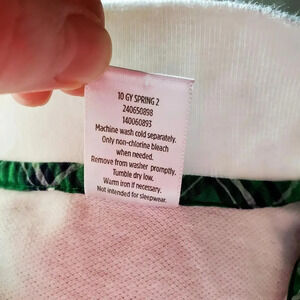 10 GY SPRING 2
240650898
140060893
Machine wash cold separately.
Only non-chlorine bleach
when needed.
Remove from washer promptly.
Tumble dry low.
Warm iron if necessary.
Not intended for sleepwear.